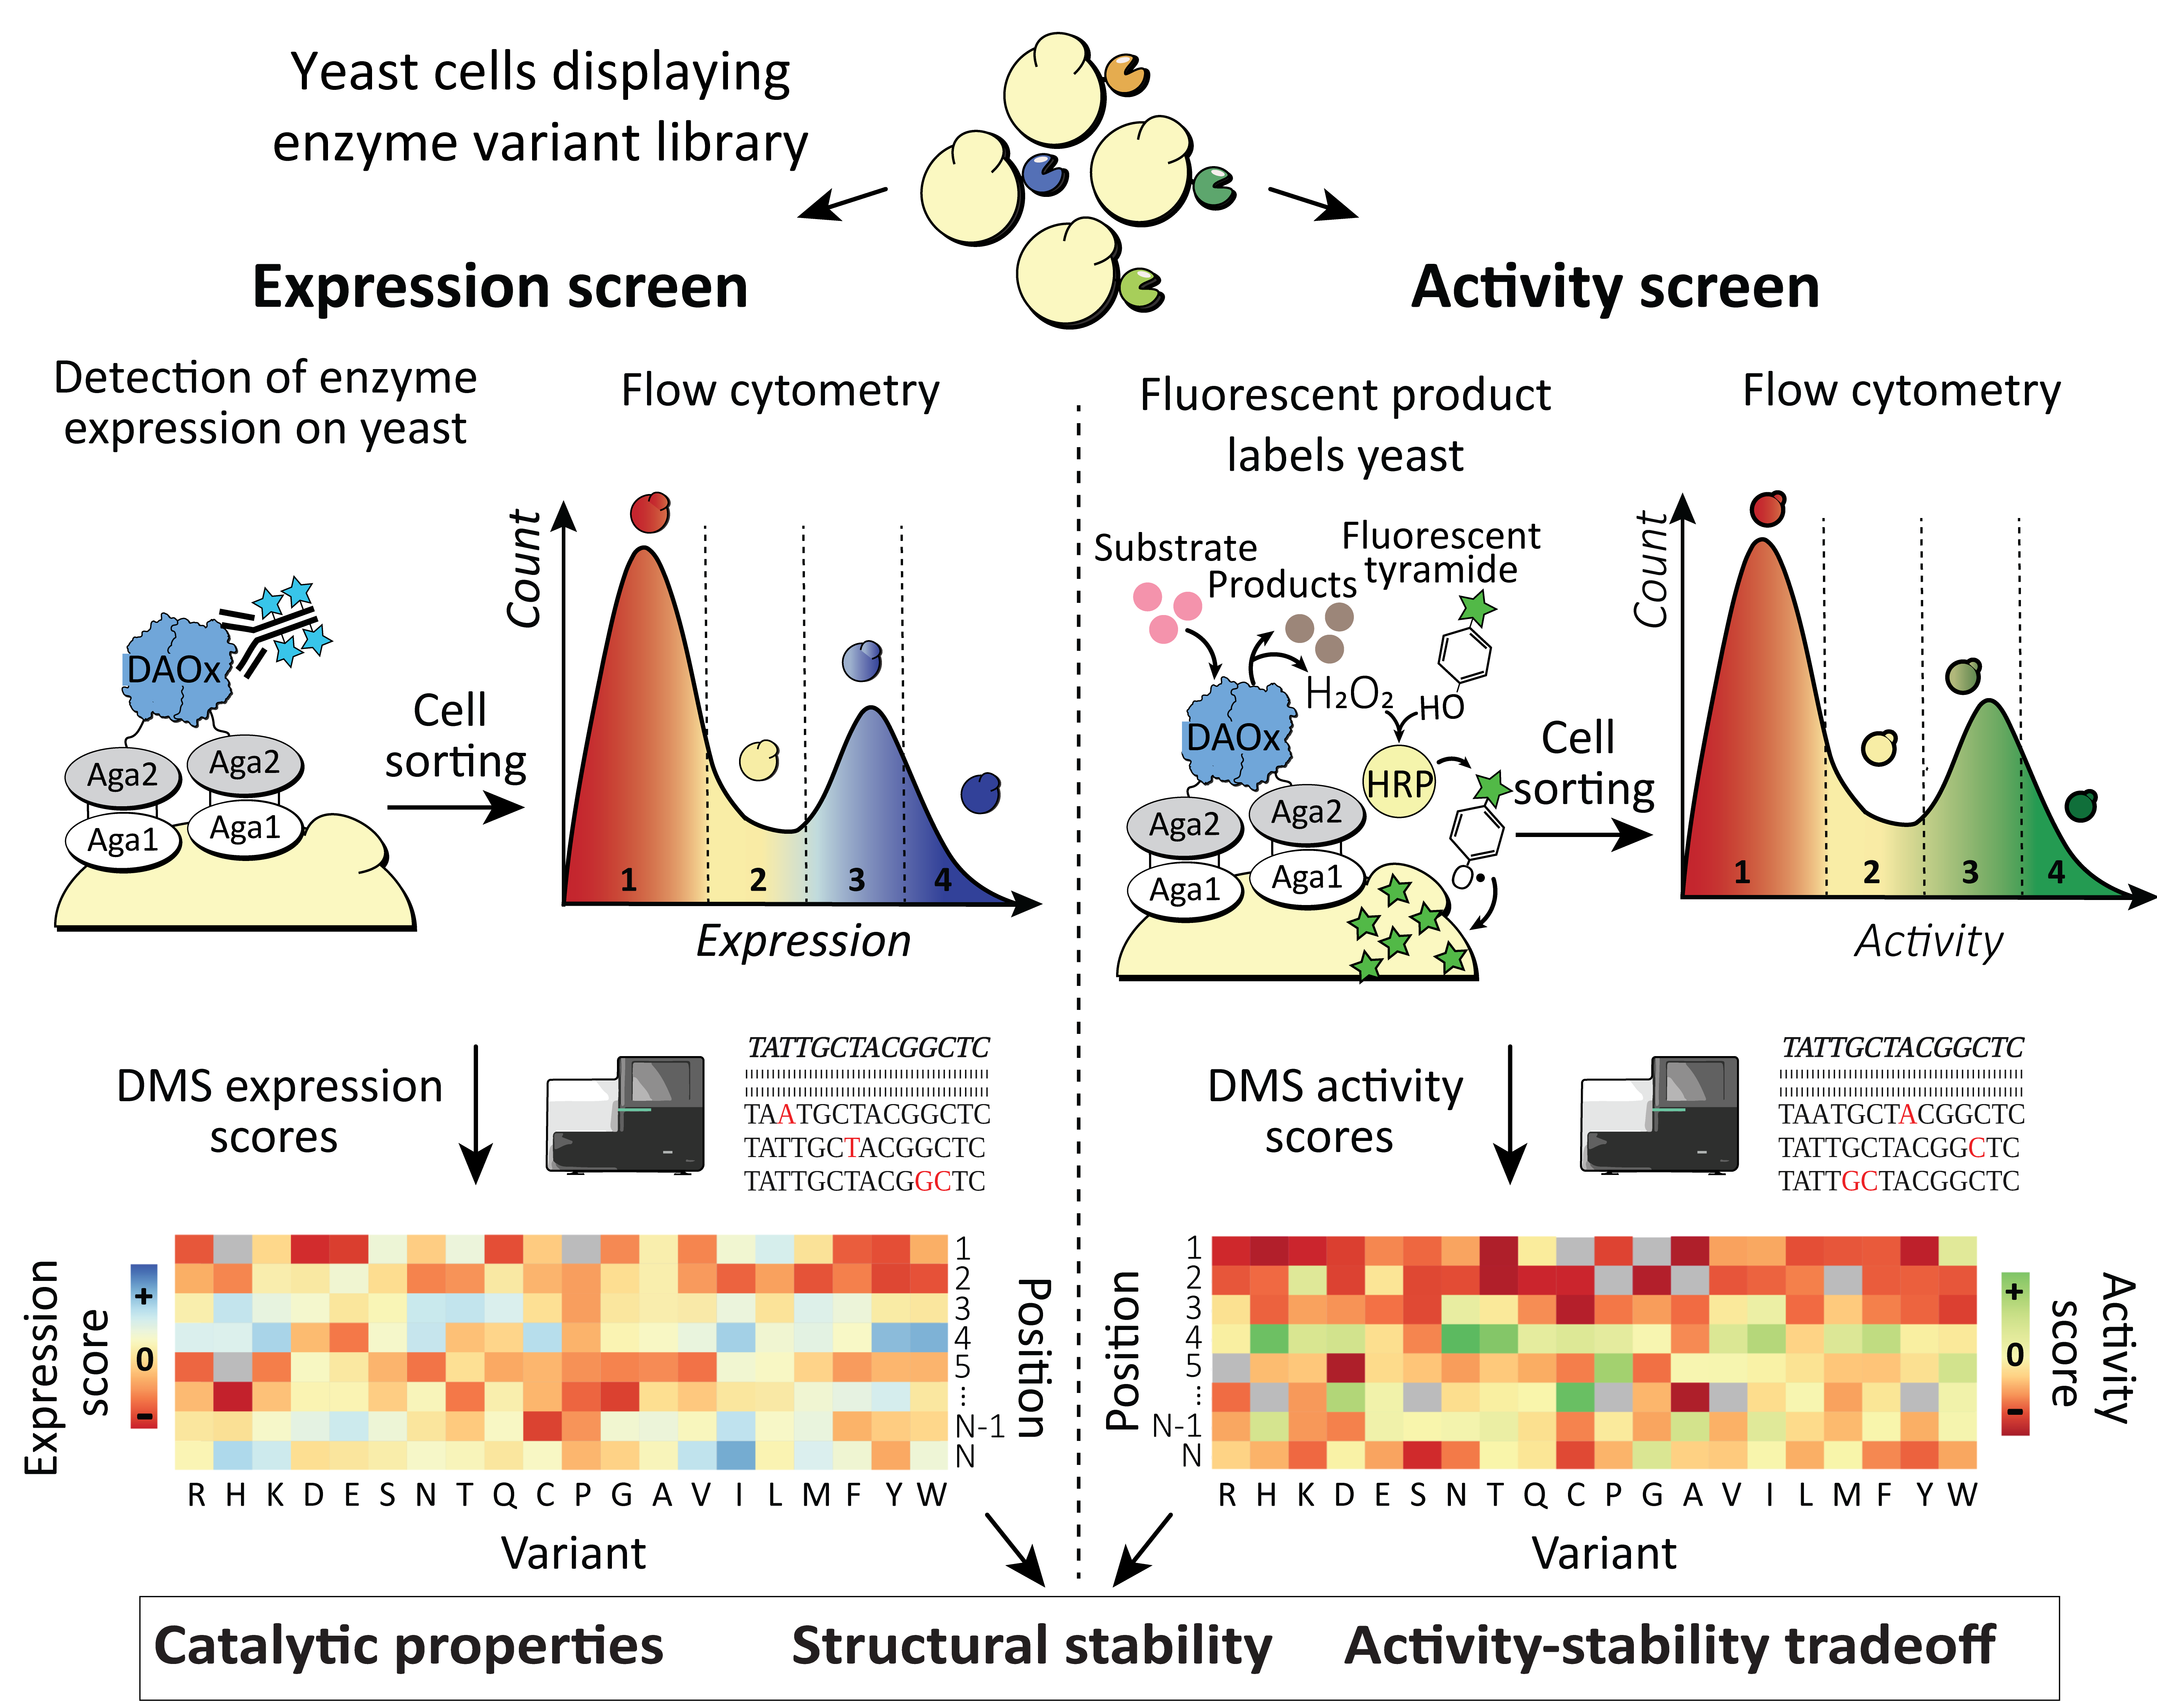 Yeast cells displaying
enzyme variant library
Expression screen
Activity screen
Detection of enzyme
expression on yeast
Flow cytometry
Count
DAOx
Aga2
Aga2
Aga1
Aga1
Cell
sorting
1
2
3
4
Expression
Fluorescent product
labels yeast
Flow cytometry
Substrate
Products
Fluorescent
tyramide
H₂O₂
HO
DAOx
HRP
Aga2
Aga2
Aga1
Aga1
O•
Cell
sorting
Count
1
2
3
4
Activity
DMS expression
scores
TATTGCTACGGCTC
TAATGCTACGGCTC
TATTGCTACGGCTC
TATTGCTACGGCTC
DMS activity
scores
TATTGCTACGGCTC
TAATGCTACGGCTC
TATTGCTACGGCTC
TATTGCTACGGCTC
Expression
score
+
0
-
1
2
3
4
5
⋮
N-1
N
Position
R H K D E S N T Q C P G A V I L M F Y W
Variant
Position
1
2
3
4
5
⋮
N-1
N
R H K D E S N T Q C P G A V I L M F Y W
Variant
+
0
-
Activity
score
Catalytic properties Structural stability Activity-stability tradeoff